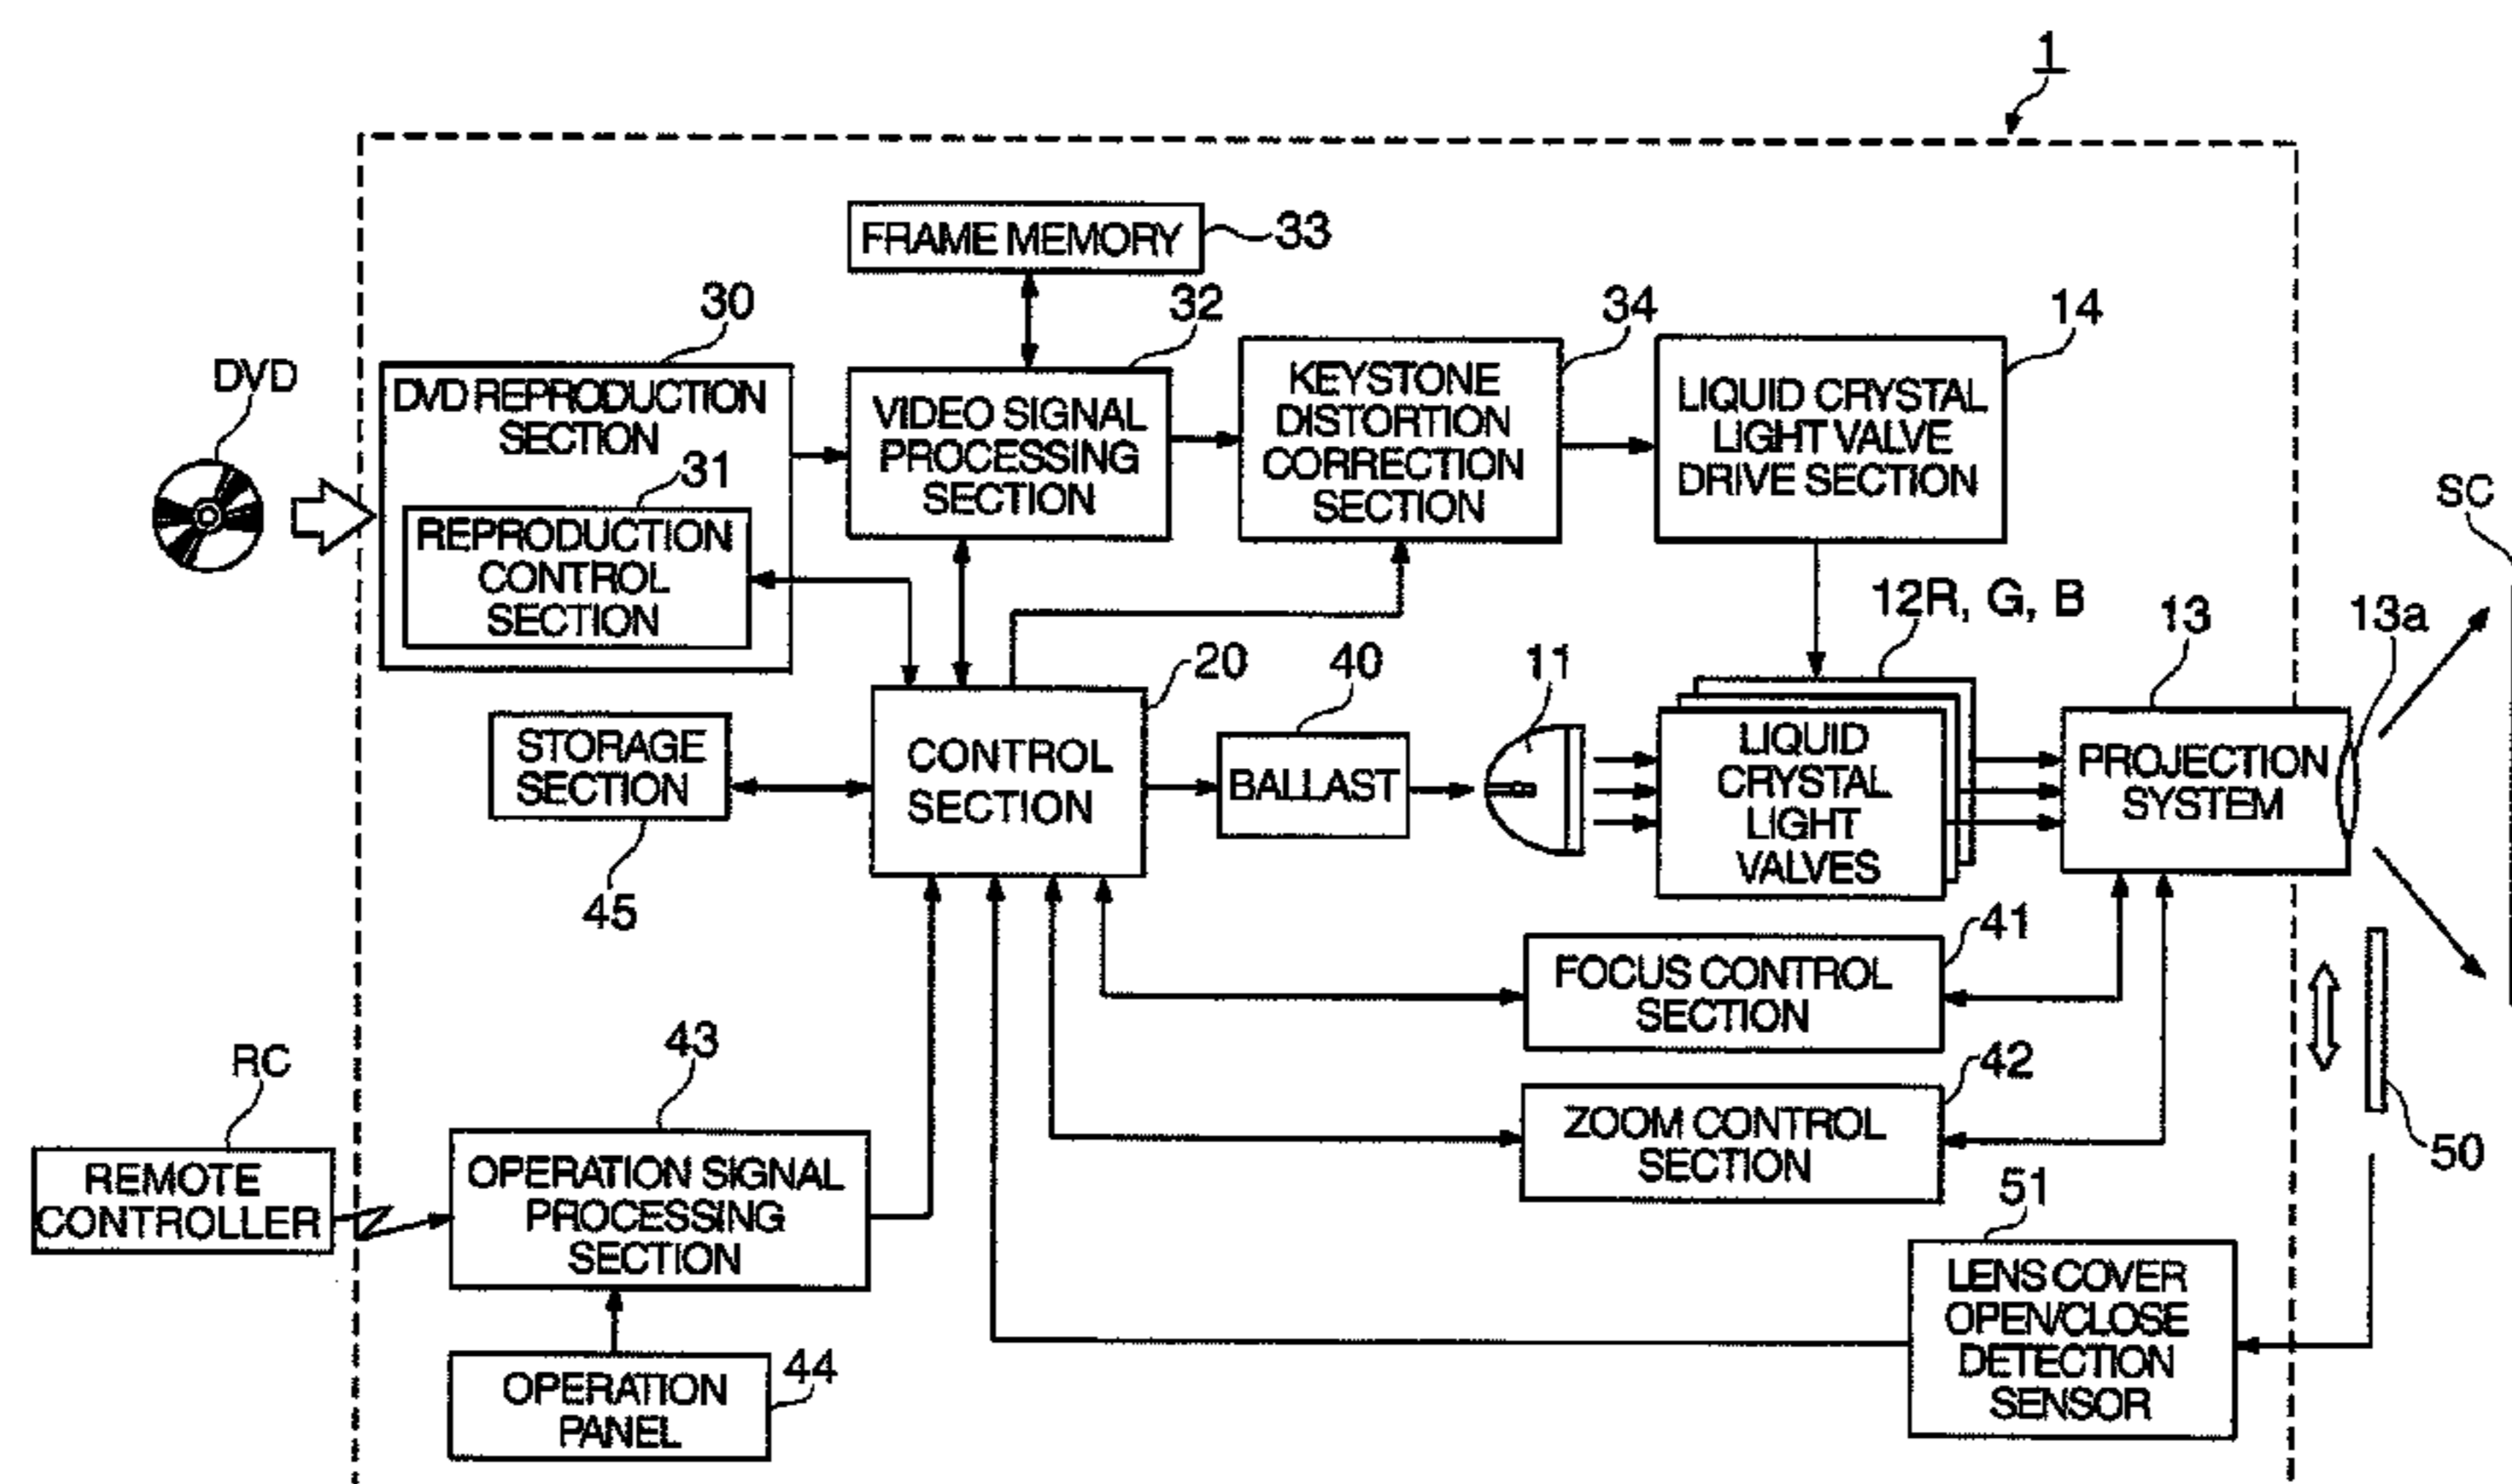 1
FRAME MEMORY
33
30
32
34
14
DVD
DVD REPRODUCTION
SECTION
31
REPRODUCTION
CONTROL
SECTION
VIDEO SIGNAL
PROCESSING
SECTION
KEYSTONE
DISTORTION
CORRECTION
SECTION
LIQUID CRYSTAL
LIGHT VALVE
DRIVE SECTION
SC
12R, G, B
13
13a
20
40
11
STORAGE
SECTION
45
CONTROL
SECTION
BALLAST
LIQUID
CRYSTAL
LIGHT
VALVES
PROJECTION
SYSTEM
41
FOCUS CONTROL
SECTION
42
ZOOM CONTROL
SECTION
50
RC
REMOTE
CONTROLLER
43
OPERATION SIGNAL
PROCESSING
SECTION
44
OPERATION
PANEL
51
LENS COVER
OPEN/CLOSE
DETECTION
SENSOR